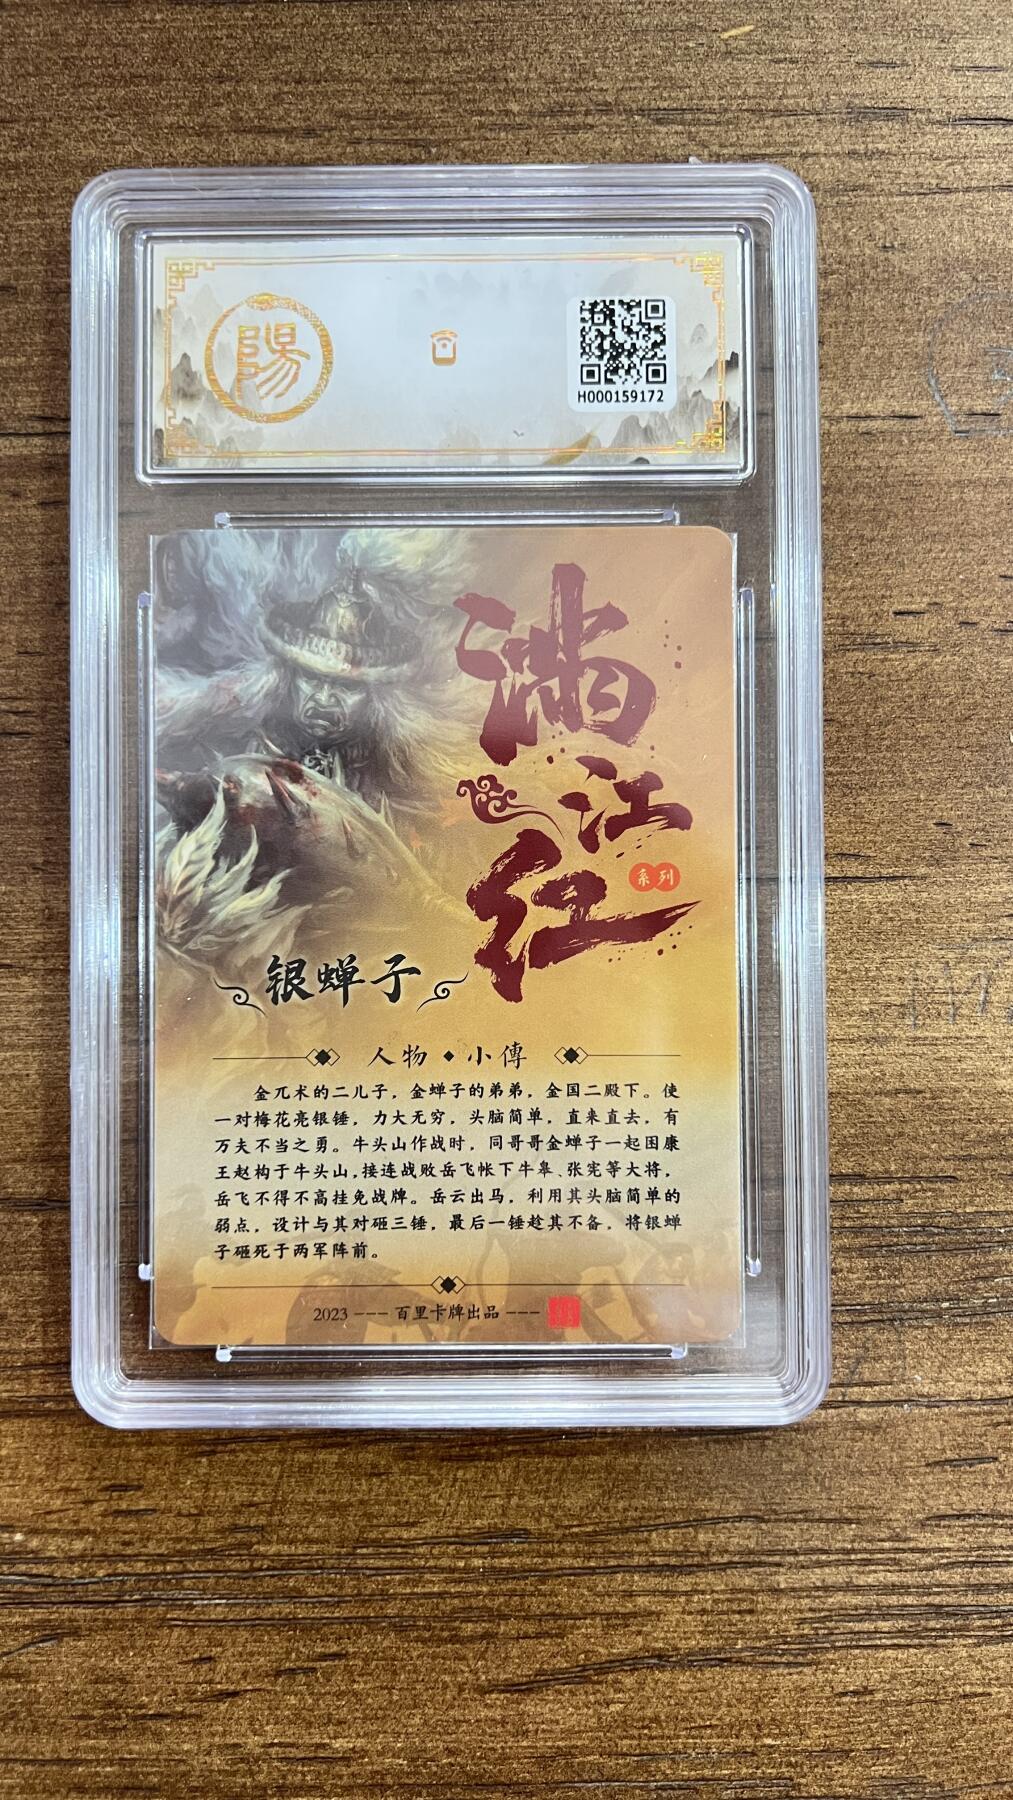 陽
H000159172
满
江
红
系列
银蝉子
人物◆小傳
金兀术的二儿子，金蝉子的弟弟，金国二殿下。使
一对梅花亮银锤，力大无穷，头脑简单，直来直去，有
万夫不当之勇。牛头山作战时，同哥哥金蝉子一起困康
王赵构于牛头山，接连战败岳飞帐下牛皋、张宪等大将，
岳飞不得不高挂免战牌。岳云出马，利用其头脑简单的
弱点，设计与其对砸三锤，最后一锤趁其不备，将银蝉
子砸死于两军阵前。
2023 --- 百里卡牌出品 ---